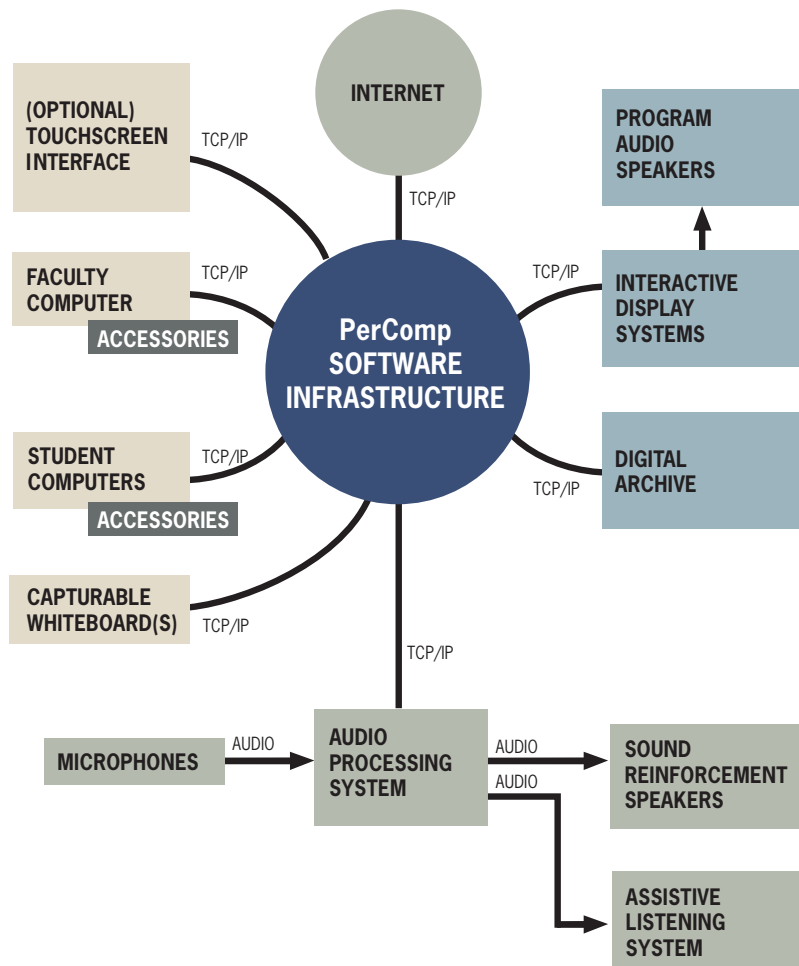 INTERNET
TCP/IP
(OPTIONAL)
TOUCHSCREEN
INTERFACE
TCP/IP
FACULTY
COMPUTER
ACCESSORIES
TCP/IP
STUDENT
COMPUTERS
ACCESSORIES
TCP/IP
CAPTURABLE
WHITEBOARD(S)
TCP/IP
PerComp
SOFTWARE
INFRASTRUCTURE
PROGRAM
AUDIO
SPEAKERS
TCP/IP
INTERACTIVE
DISPLAY
SYSTEMS
DIGITAL
ARCHIVE
TCP/IP
TCP/IP
MICROPHONES
AUDIO
AUDIO
PROCESSING
SYSTEM
AUDIO
AUDIO
SOUND
REINFORCEMENT
SPEAKERS
ASSISTIVE
LISTENING
SYSTEM